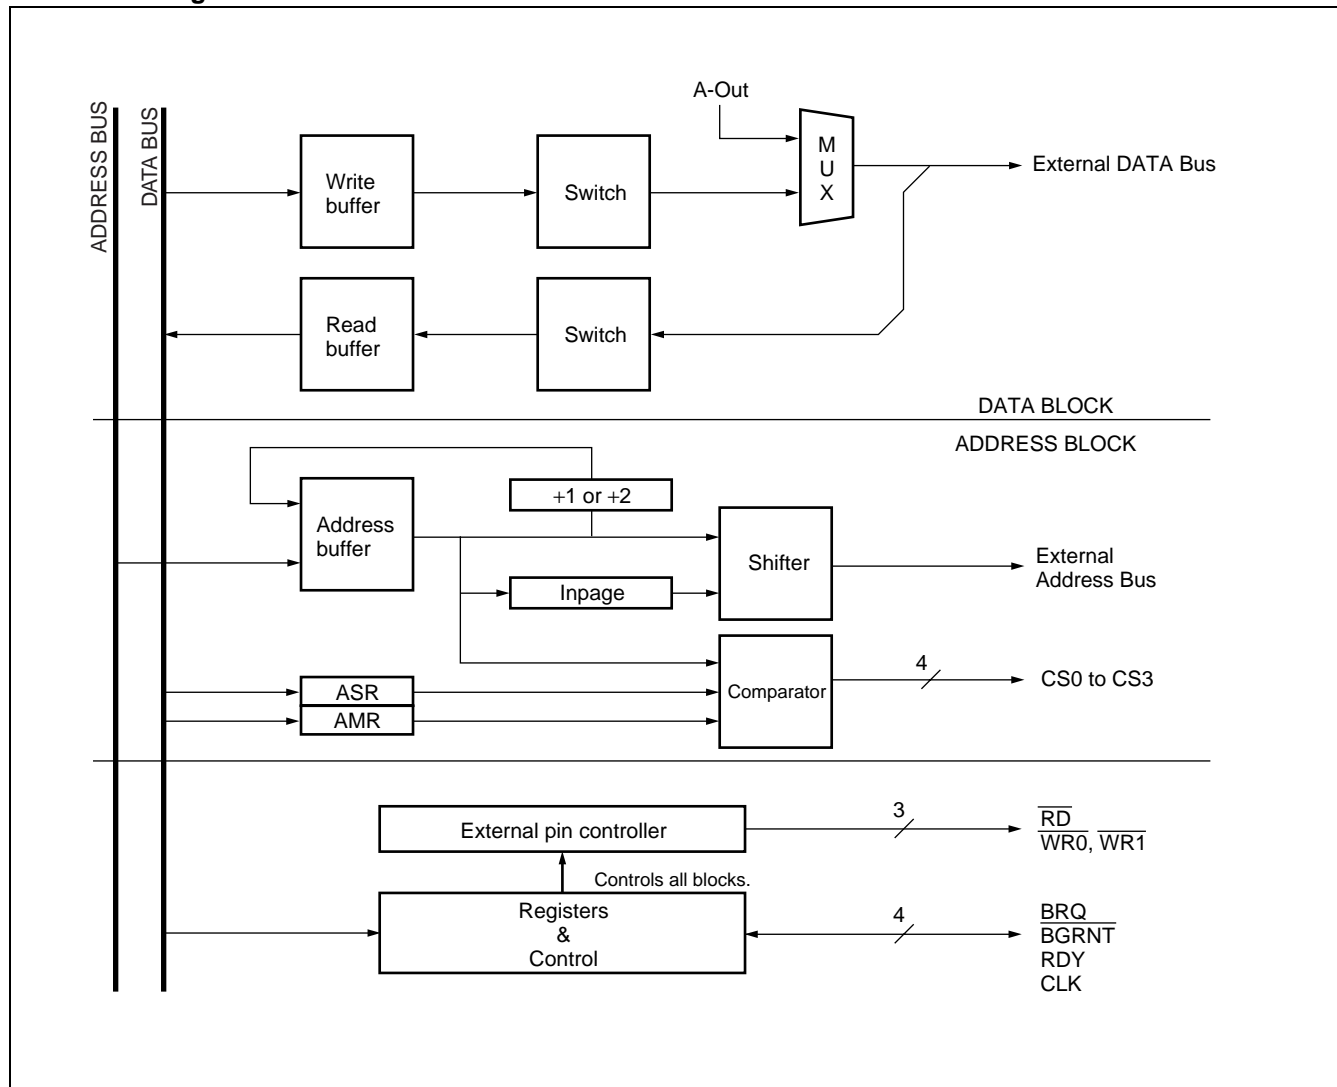 ADDRESS BUS
DATA BUS
A-Out
M
U
X
External DATA Bus
Write
buffer
Switch
Read
buffer
Switch
DATA BLOCK
ADDRESS BLOCK
+1 or +2
Address
buffer
Shifter
External
Address Bus
Inpage
4
CS0 to CS3
ASR
Comparator
AMR
3
External pin controller
RD
WR0, WR1
Controls all blocks.
Registers
&
Control
4
BRQ
BGRNT
RDY
CLK